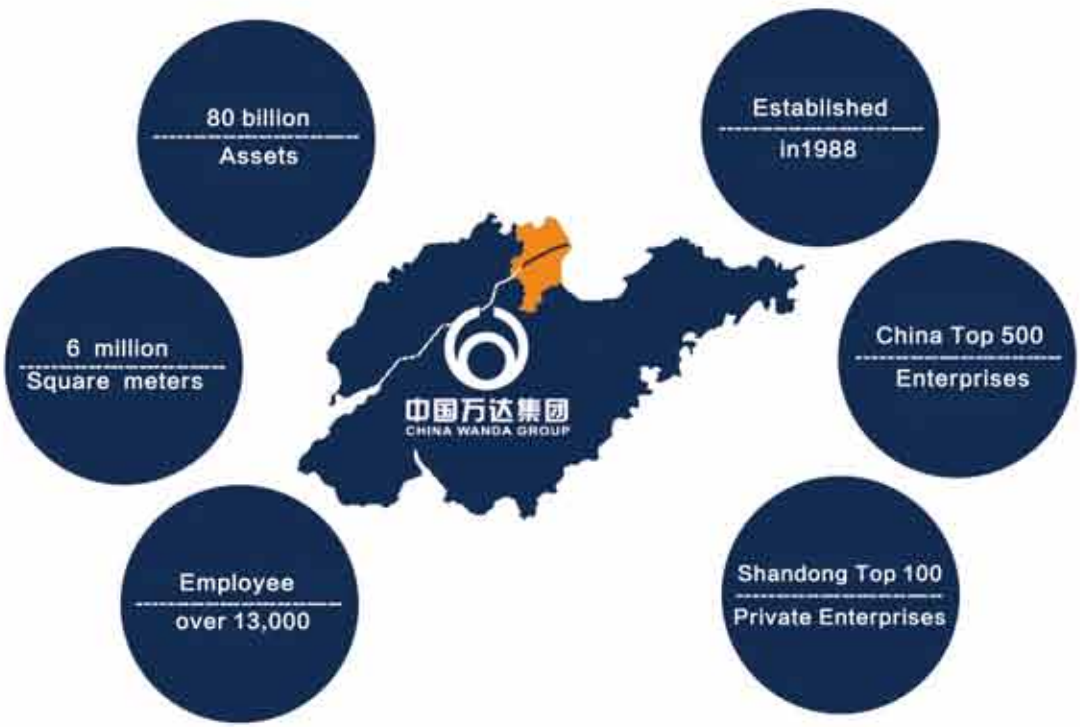 80 billion
Assets
Established
in1988
6 million
Square meters
China Top 500
Enterprises
中国万达集团
CHINA WANDA GROUP
Employee
over 13,000
Shandong Top 100
Private Enterprises